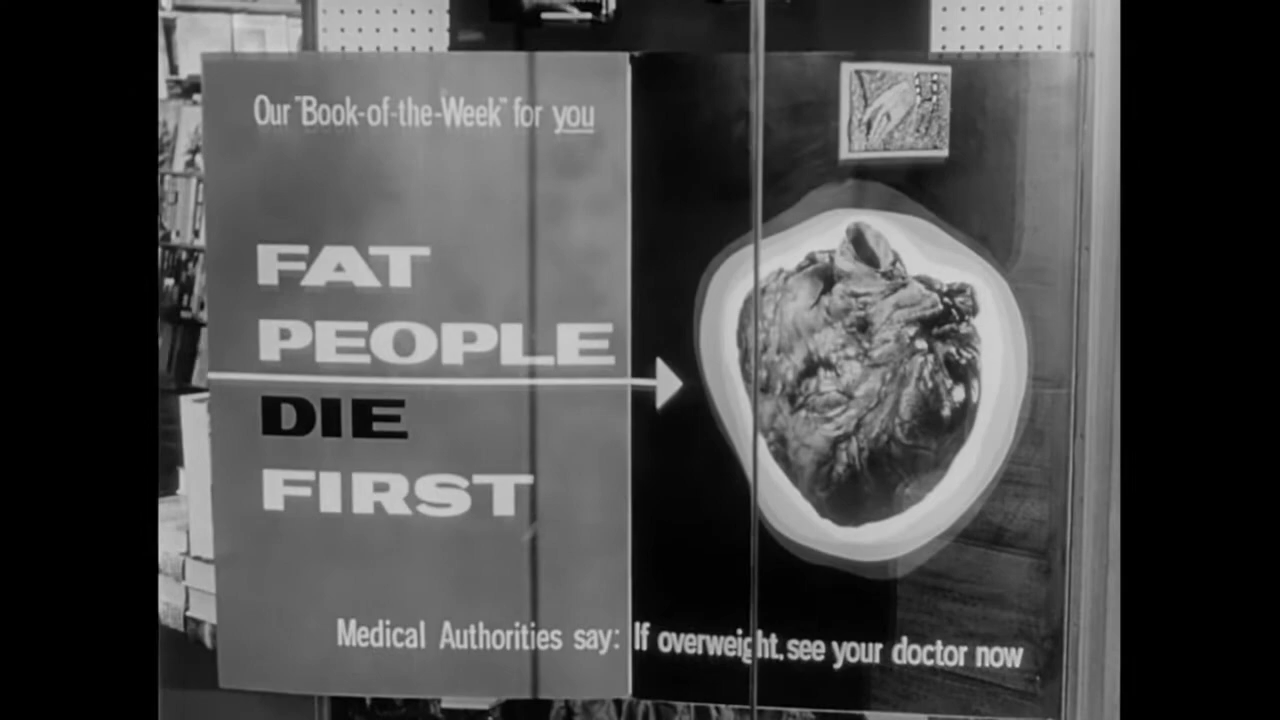 Our "Book-of-the-Week" for you
FAT
PEOPLE
DIE
FIRST
Medical Authorities say: If overweight, see your doctor now